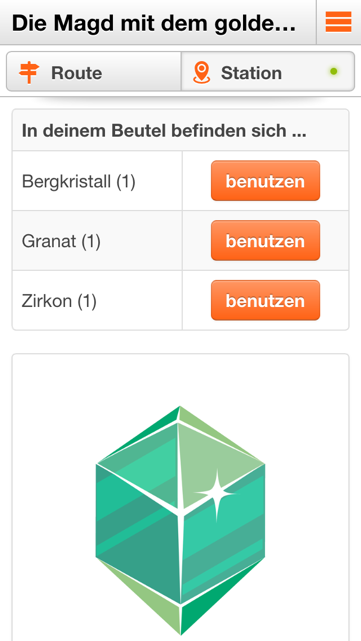 Die Magd mit dem golde...
Route
Station
In deinem Beutel befinden sich ...
Bergkristall (1)
benutzen
Granat (1)
benutzen
Zirkon (1)
benutzen